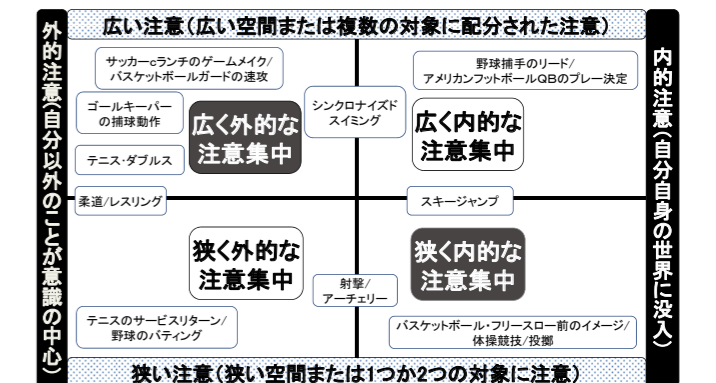 広い注意(広い空間または複数の対象に配分された注意)
外的注意(自分以外のことが意識の中心)
内的注意(自分自身の世界に没入)
サッカーcランチのゲームメイク/
バスケットボールガードの速攻
野球捕手のリード/
アメリカンフットボールQBのプレー決定
ゴールキーパー
の捕球動作
広く外的な
注意集中
シンクロナイズド
スイミング
広く内的な
注意集中
テニス・ダブルス
柔道/レスリング
スキージャンプ
狭く外的な
注意集中
狭く内的な
注意集中
射撃/
アーチェリー
テニスのサービスリターン/
野球のバティング
バスケットボール・フリースロー前のイメージ/
体操競技/投擲
狭い注意(狭い空間または1つか2つの対象に注意)